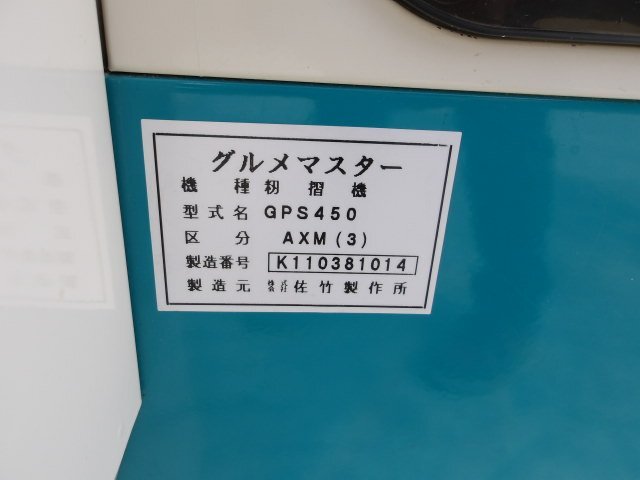 グルメマスター
機種 籾摺機
型式名 GPS450
区分 AXM(3)
製造番号 K110381014
製造元 株式会社 佐竹製作所